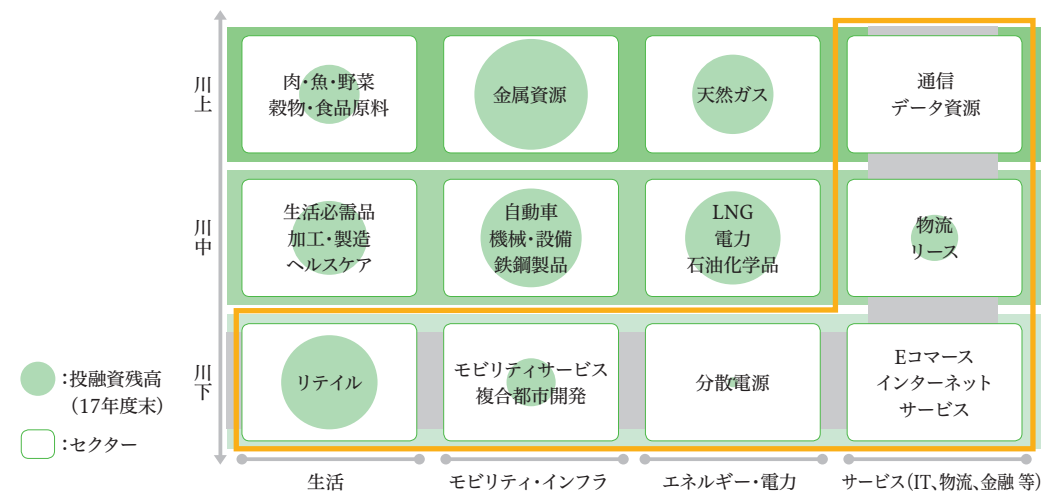 川上
肉・魚・野菜
穀物・食品原料
金属資源
天然ガス
通信
データ資源
川中
生活必需品
加工・製造
ヘルスケア
自動車
機械・設備
鉄鋼製品
LNG
電力
石油化学品
物流
リース
川下
リテイル
モビリティサービス
複合都市開発
分散電源
Eコマース
インターネット
サービス
：投融資残高
（17年度末）
：セクター
生活
モビリティ・インフラ
エネルギー・電力
サービス（IT、物流、金融 等）